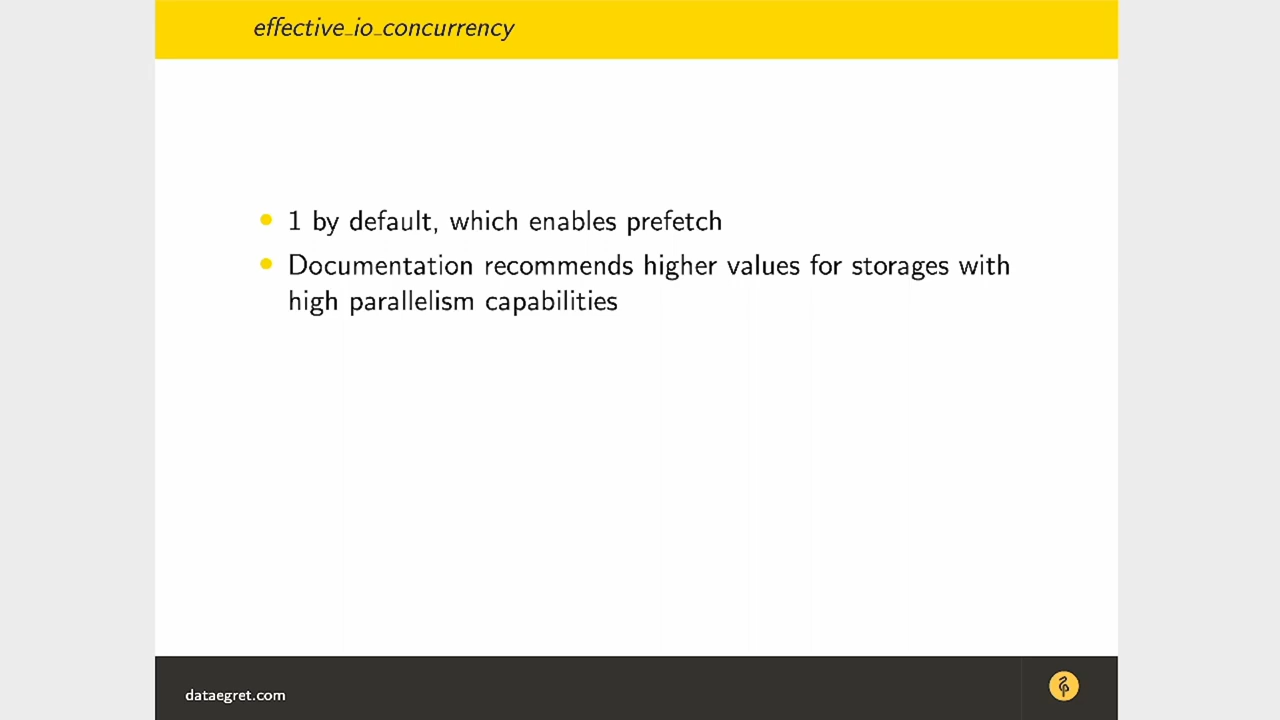 effective_io_concurrency
• 1 by default, which enables prefetch
• Documentation recommends higher values for storages with
high parallelism capabilities
dataegret.com